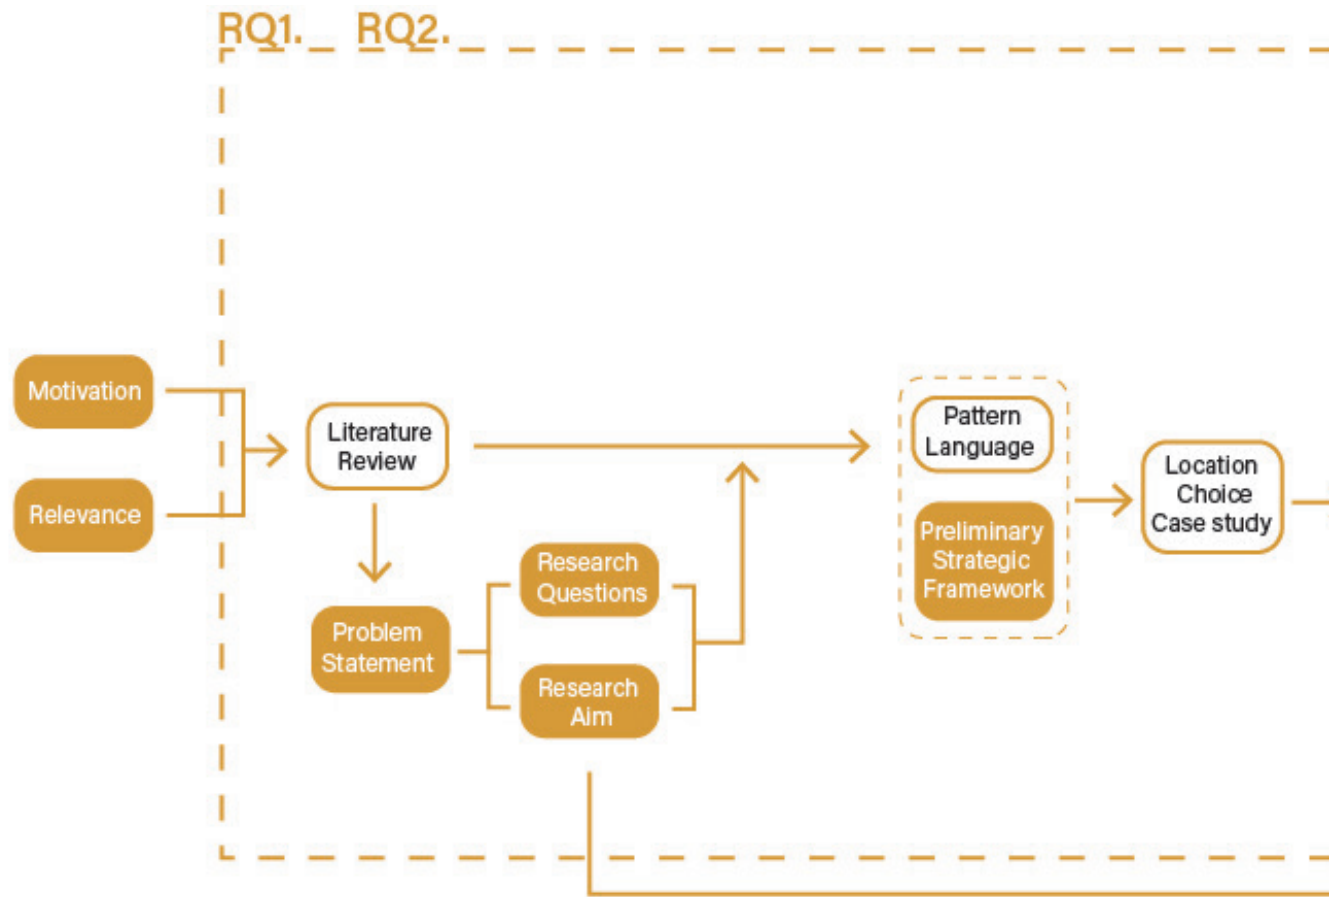 RQ1. RQ2.
Motivation
Relevance
Literature
Review
Problem
Statement
Research
Questions
Research
Aim
Pattern
Language
Preliminary
Strategic
Framework
Location
Choice
Case study